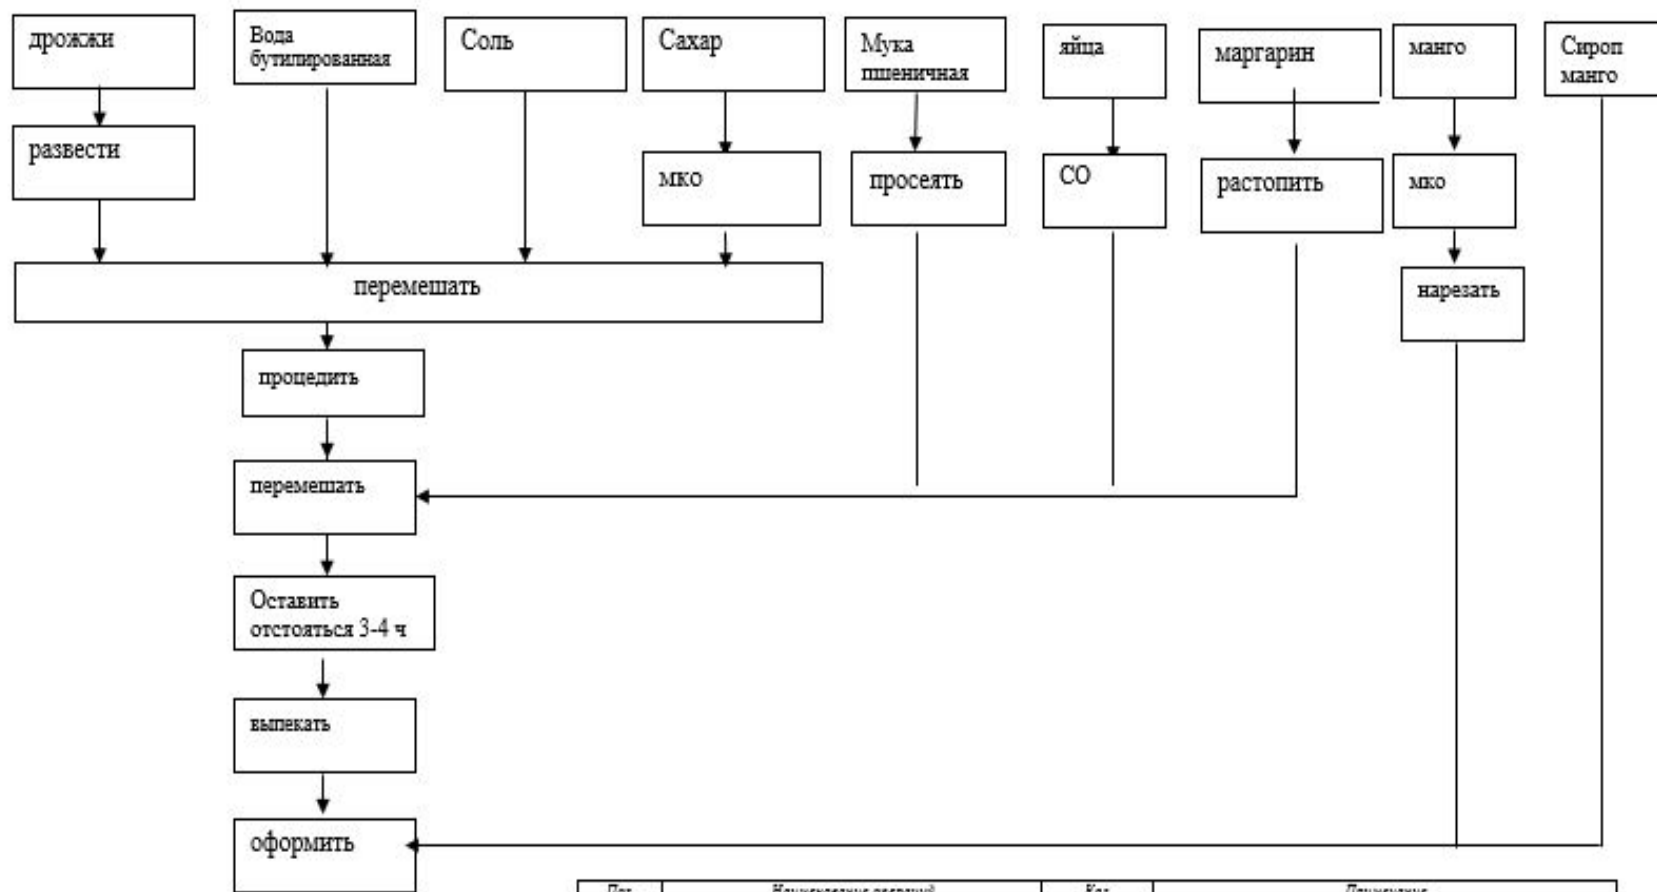 дрожжи
Вода
бутилированная
Соль
Сахар
Мука
пшеничная
яйца
маргарин
манго
Сироп
манго
развести
мко
просеять
СО
растопить
мко
перемешать
нарезать
процедить
перемешать
Оставить
отстояться 3-4 ч
выпекать
оформить